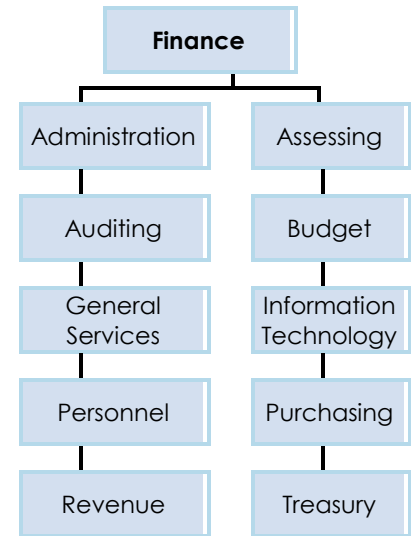 Finance
Administration
Assessing
Auditing
Budget
General
Services
Information
Technology
Personnel
Purchasing
Revenue
Treasury